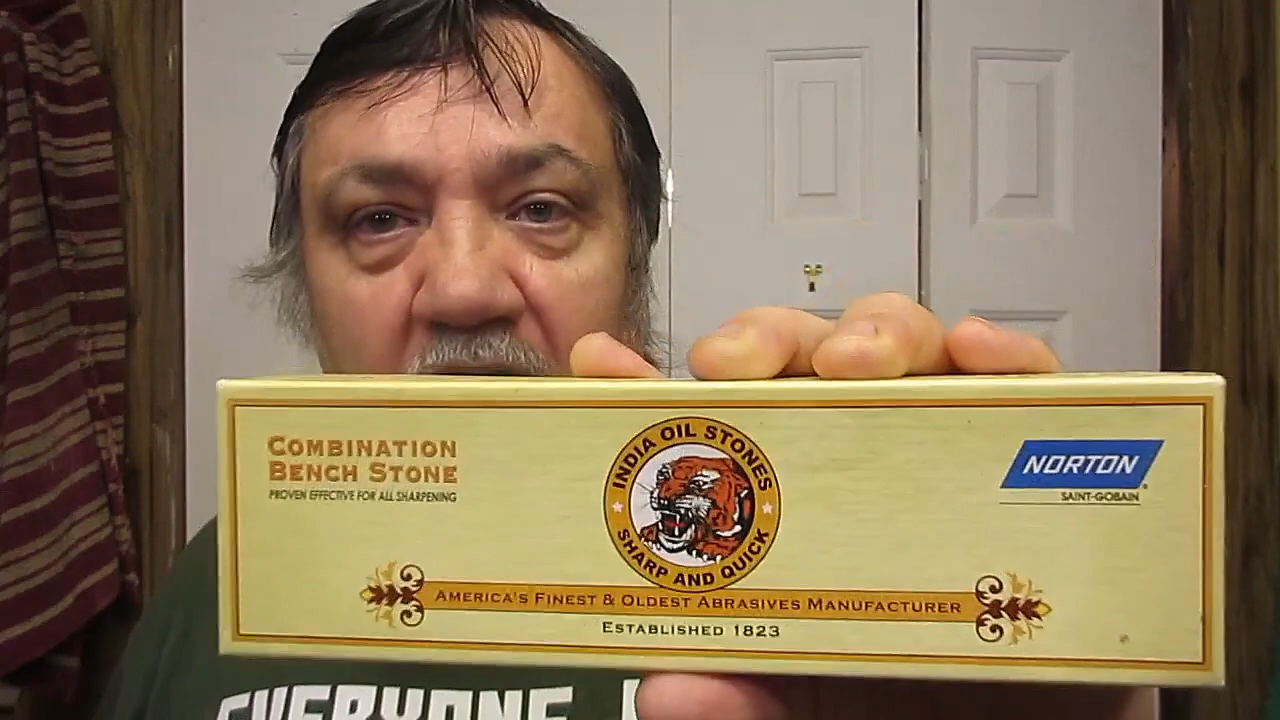 COMBINATION
BENCH STONE
PROVEN EFFECTIVE FOR ALL SHARPENING
INDIA OIL STONES
SHARP AND QUICK
NORTON
SAINT-GOBAIN
AMERICA'S FINEST & OLDEST ABRASIVES MANUFACTURER
ESTABLISHED 1823
EVERYONE